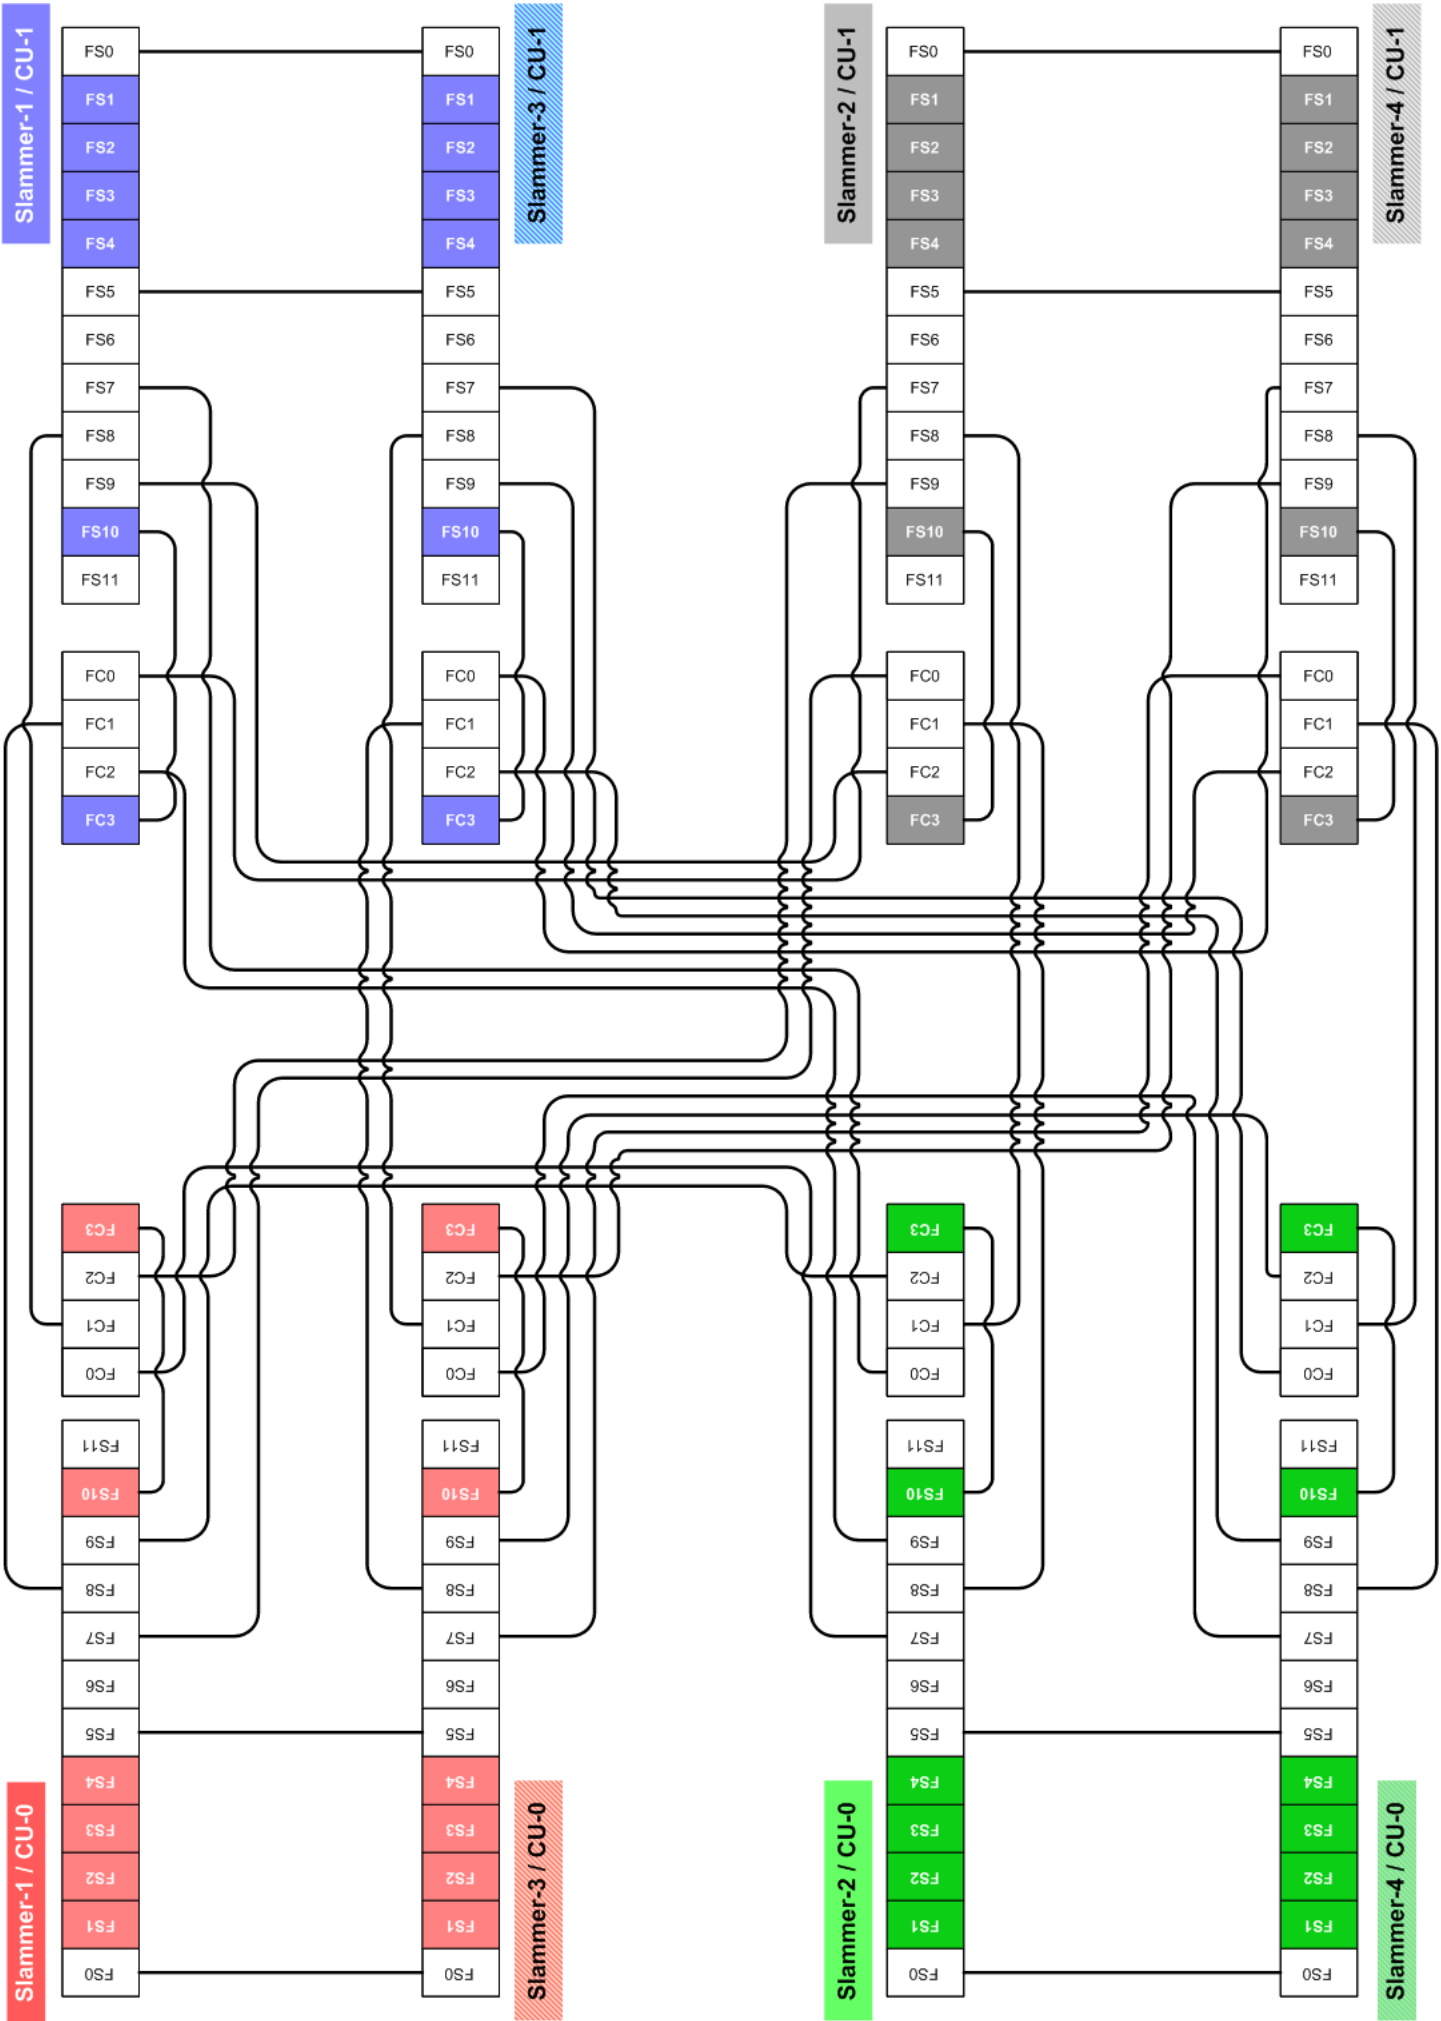 Slammer-1 / CU-1
FS0
FS1
FS2
FS3
FS4
FS5
FS6
FS7
FS8
FS9
FS10
FS11
FC0
FC1
FC2
FC3
Slammer-3 / CU-1
FS0
FS1
FS2
FS3
FS4
FS5
FS6
FS7
FS8
FS9
FS10
FS11
FC0
FC1
FC2
FC3
Slammer-2 / CU-1
FS0
FS1
FS2
FS3
FS4
FS5
FS6
FS7
FS8
FS9
FS10
FS11
FC0
FC1
FC2
FC3
Slammer-4 / CU-1
FS0
FS1
FS2
FS3
FS4
FS5
FS6
FS7
FS8
FS9
FS10
FS11
FC0
FC1
FC2
FC3
Slammer-1 / CU-0
FC3
FC2
FC1
FC0
FS11
FS10
FS9
FS8
FS7
FS6
FS5
FS4
FS3
FS2
FS1
FS0
Slammer-3 / CU-0
FC3
FC2
FC1
FC0
FS11
FS10
FS9
FS8
FS7
FS6
FS5
FS4
FS3
FS2
FS1
FS0
Slammer-2 / CU-0
FC3
FC2
FC1
FC0
FS11
FS10
FS9
FS8
FS7
FS6
FS5
FS4
FS3
FS2
FS1
FS0
Slammer-4 / CU-0
FC3
FC2
FC1
FC0
FS11
FS10
FS9
FS8
FS7
FS6
FS5
FS4
FS3
FS2
FS1
FS0